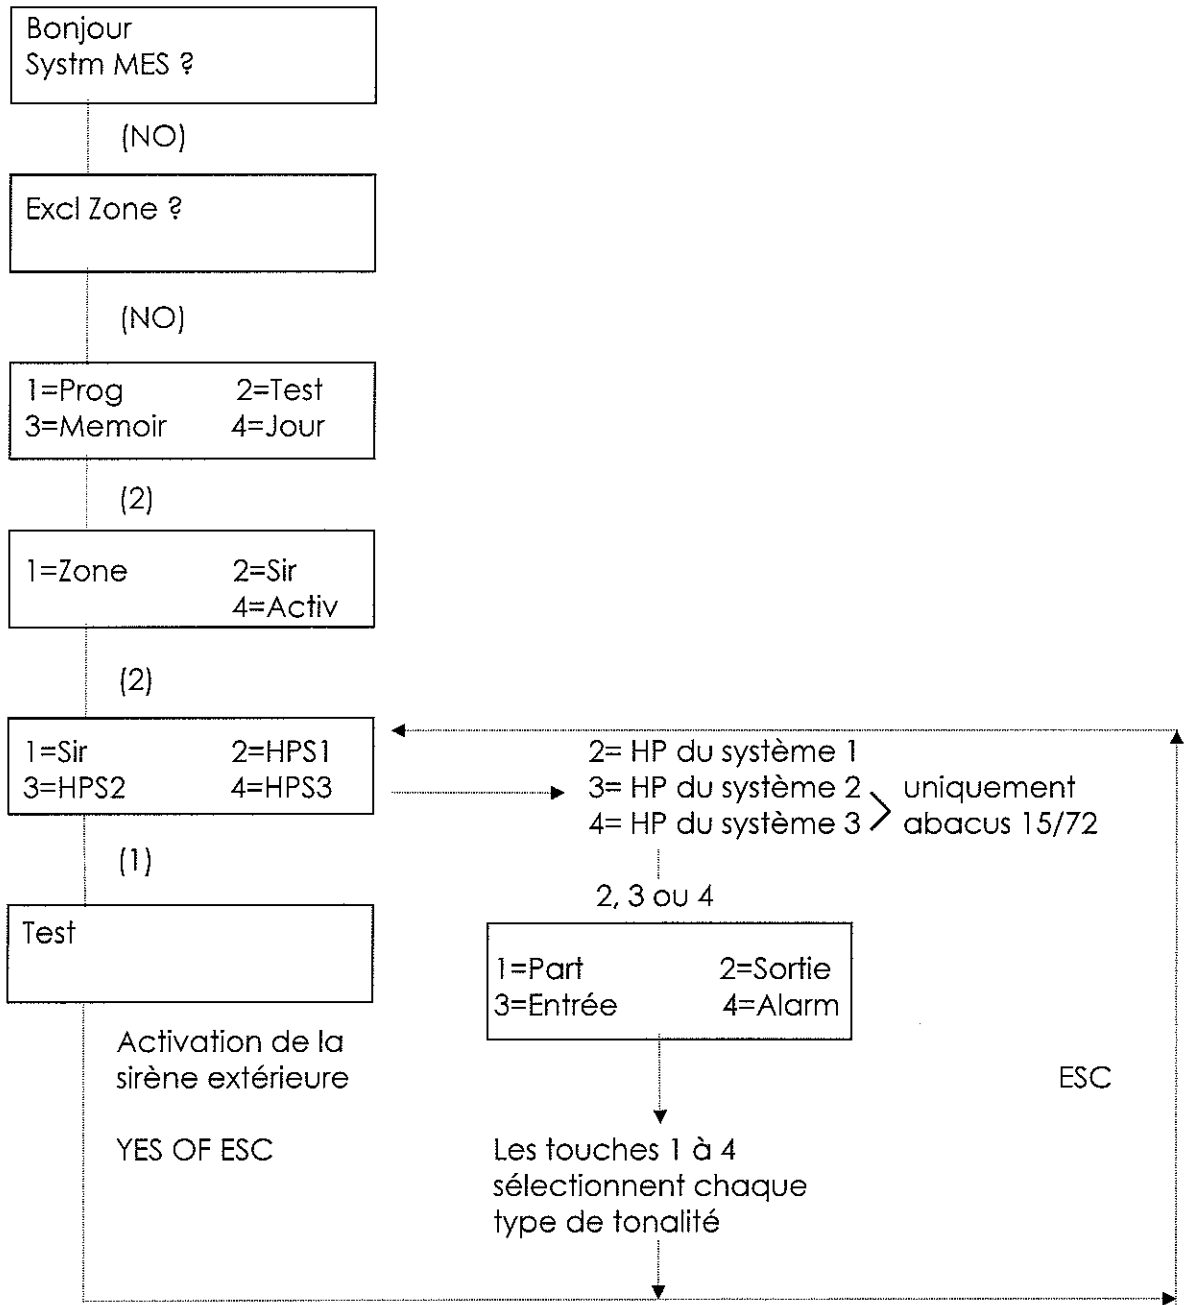 Bonjour
Systm MES ?
(NO)
Excl Zone ?
(NO)
1=Prog 2=Test
3=Memoir 4=Jour
(2)
1=Zone 2=Sir
4=Activ
(2)
1=Sir 2=HPS1
3=HPS2 4=HPS3
2= HP du système 1
3= HP du système 2 > uniquement
4= HP du système 3 abacus 15/72
(1)
2, 3 ou 4
Test
1=Part 2=Sortie
3=Entrée 4=Alarm
Activation de la
sirène extérieure
ESC
YES OF ESC
Les touches 1 à 4
sélectionnent chaque
type de tonalité